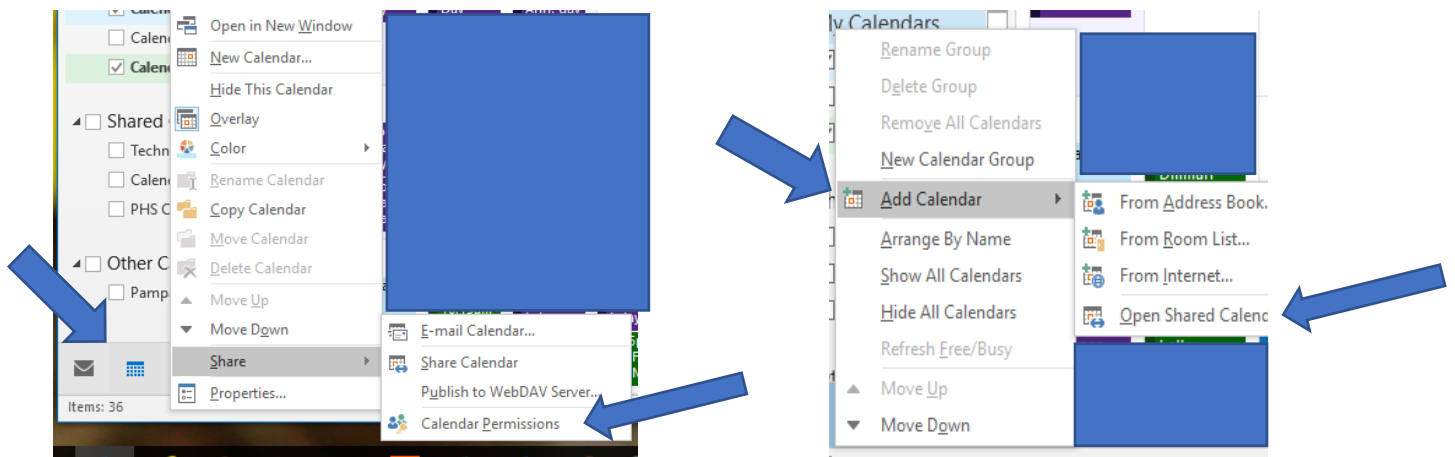 Open in New Window
New Calendar...
Hide This Calendar
Overlay
Shared
Color
Techn
Rename Calendar
PHS C
Copy Calendar
Move Calendar
Other C
Delete Calendar
Pamp
Move Up
Move Down
E-mail Calendar...
Share
Share Calendar
Properties...
Publish to WebDAV Server...
Items: 36
Calendar Permissions
My Calendars
Rename Group
Delete Group
Remove All Calendars
New Calendar Group
Add Calendar
From Address Book.
Arrange By Name
From Room List...
Show All Calendars
From Internet...
Hide All Calendars
Open Shared Calend
Refresh Free/Busy
Move Up
Move Down